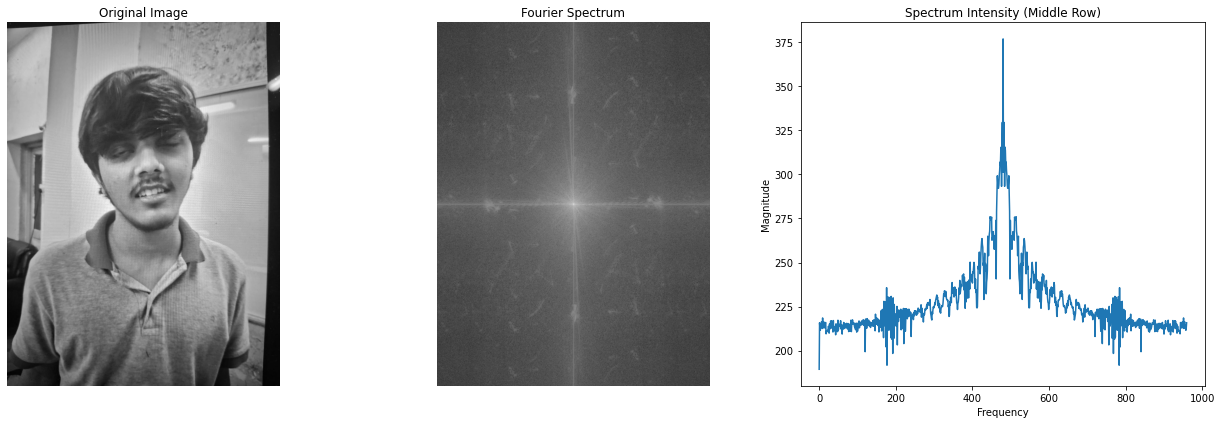 Original Image
Fourier Spectrum
Spectrum Intensity (Middle Row)
375
350
325
300
275
250
225
200
Magnitude
0 200 400 600 800 1000
Frequency